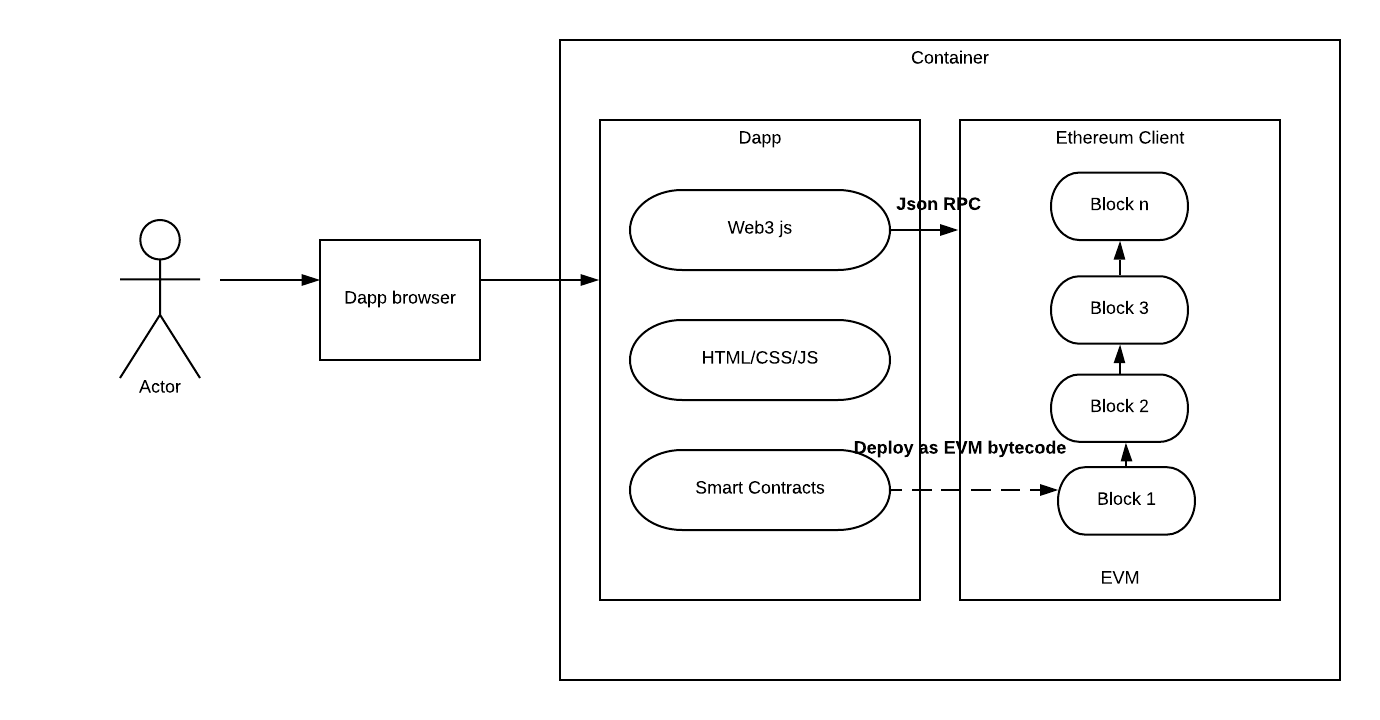 Container
Dapp
Ethereum Client
Web3 js
Json RPC
Block n
Dapp browser
Block 3
HTML/CSS/JS
Actor
Block 2
Deploy as EVM bytecode
Smart Contracts
Block 1
EVM